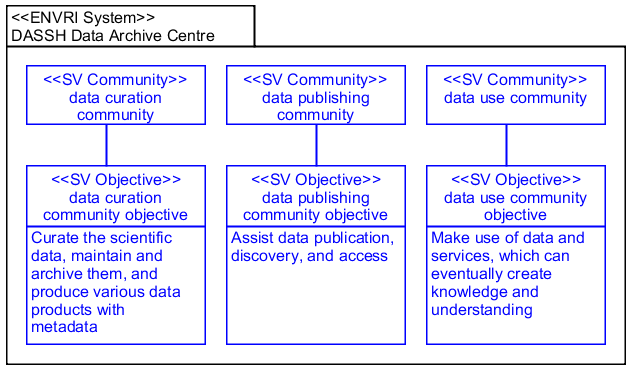 <<ENVRI System>>
DASSH Data Archive Centre
<<SV Community>>
data curation
community
<<SV Community>>
data publishing
community
<<SV Community>>
data use community
<<SV Objective>>
data curation
community objective
Curate the scientific
data, maintain and
archive them, and
produce various data
products with
metadata
<<SV Objective>>
data publishing
community objective
Assist data publication,
discovery, and access
<<SV Objective>>
data use community
objective
Make use of data and
services, which can
eventually create
knowledge and
understanding